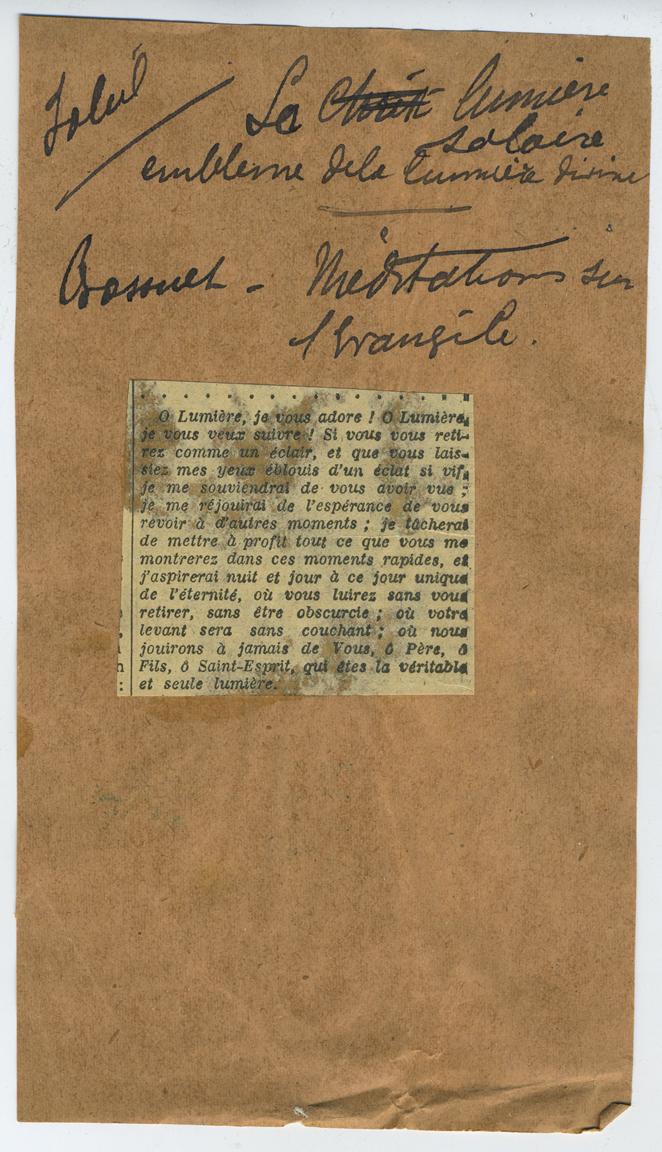 Soleil
La lumière
solaire
emblème de la lumière divine
Bossuet - Méditations sur
l'Evangile.
O Lumière, je vous adore ! O Lumière,
je vous veux suivre ! Si vous vous reti-
rez comme un éclair, et que vous lais-
siez mes yeux éblouis d'un éclat si vif,
je me souviendrai de vous avoir vue ;
je me réjouirai de l'espérance de vous
revoir à d'autres moments ; je tâcherai
de mettre à profit tout ce que vous me
montrerez dans ces moments rapides, et
j'aspirerai nuit et jour à ce jour unique
de l'éternité, où vous luirez sans vous
retirer, sans être obscurcie ; où votre
levant sera sans couchant ; où nous
jouirons à jamais de Vous, ô Père, ô
Fils, ô Saint-Esprit, qui êtes la véritable
et seule lumière.